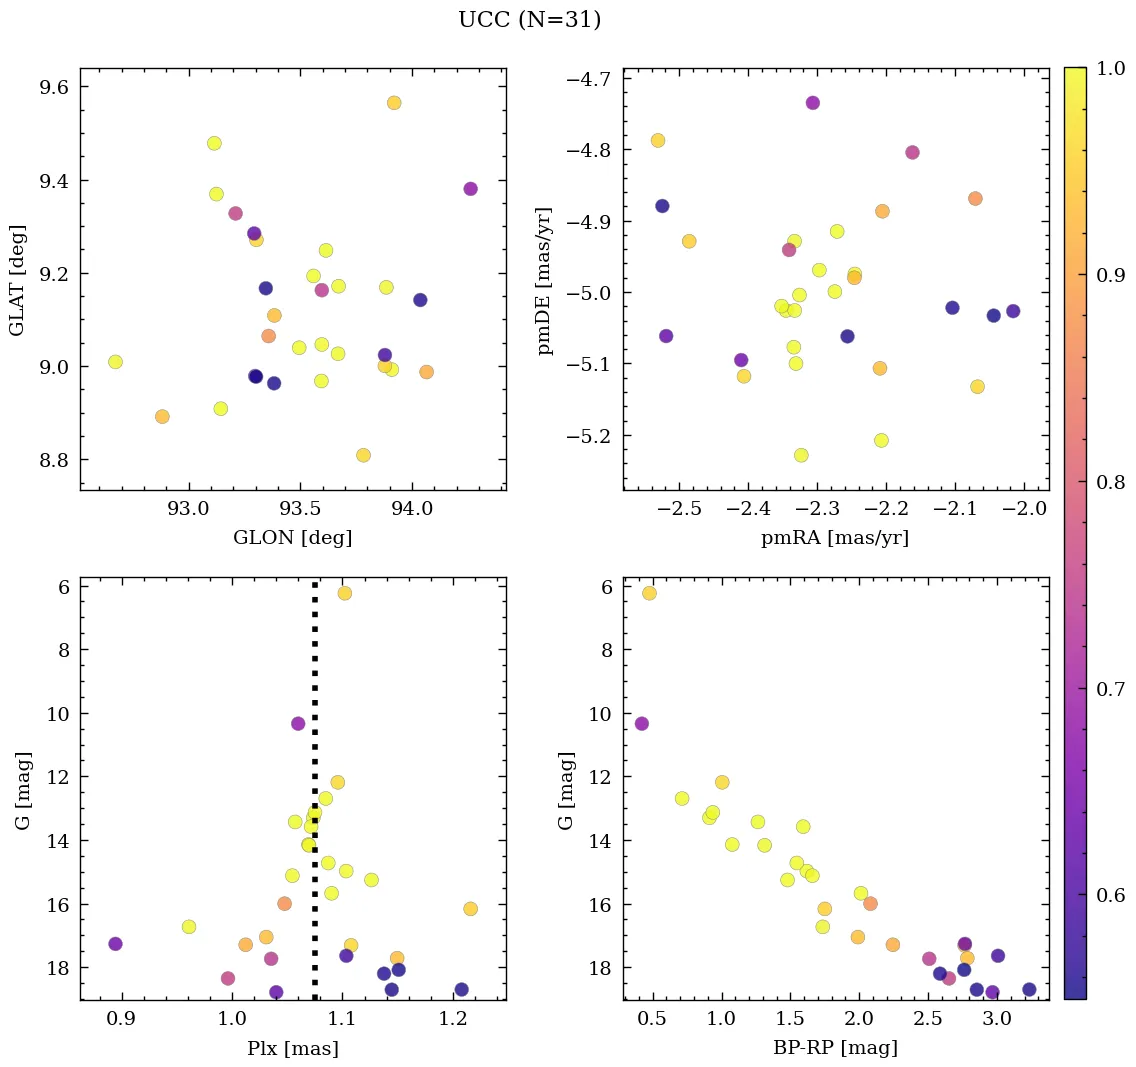 UCC (N=31)
9.6
9.4
9.2
9.0
8.8
GLAT [deg]
93.0 93.5 94.0
GLON [deg]
−4.7
−4.8
−4.9
−5.0
−5.1
−5.2
pmDE [mas/yr]
−2.5 −2.4 −2.3 −2.2 −2.1 −2.0
pmRA [mas/yr]
1.0
0.9
0.8
0.7
0.6
6
8
10
12
14
16
18
G [mag]
0.9 1.0 1.1 1.2
Plx [mas]
6
8
10
12
14
16
18
G [mag]
0.5 1.0 1.5 2.0 2.5 3.0
BP-RP [mag]